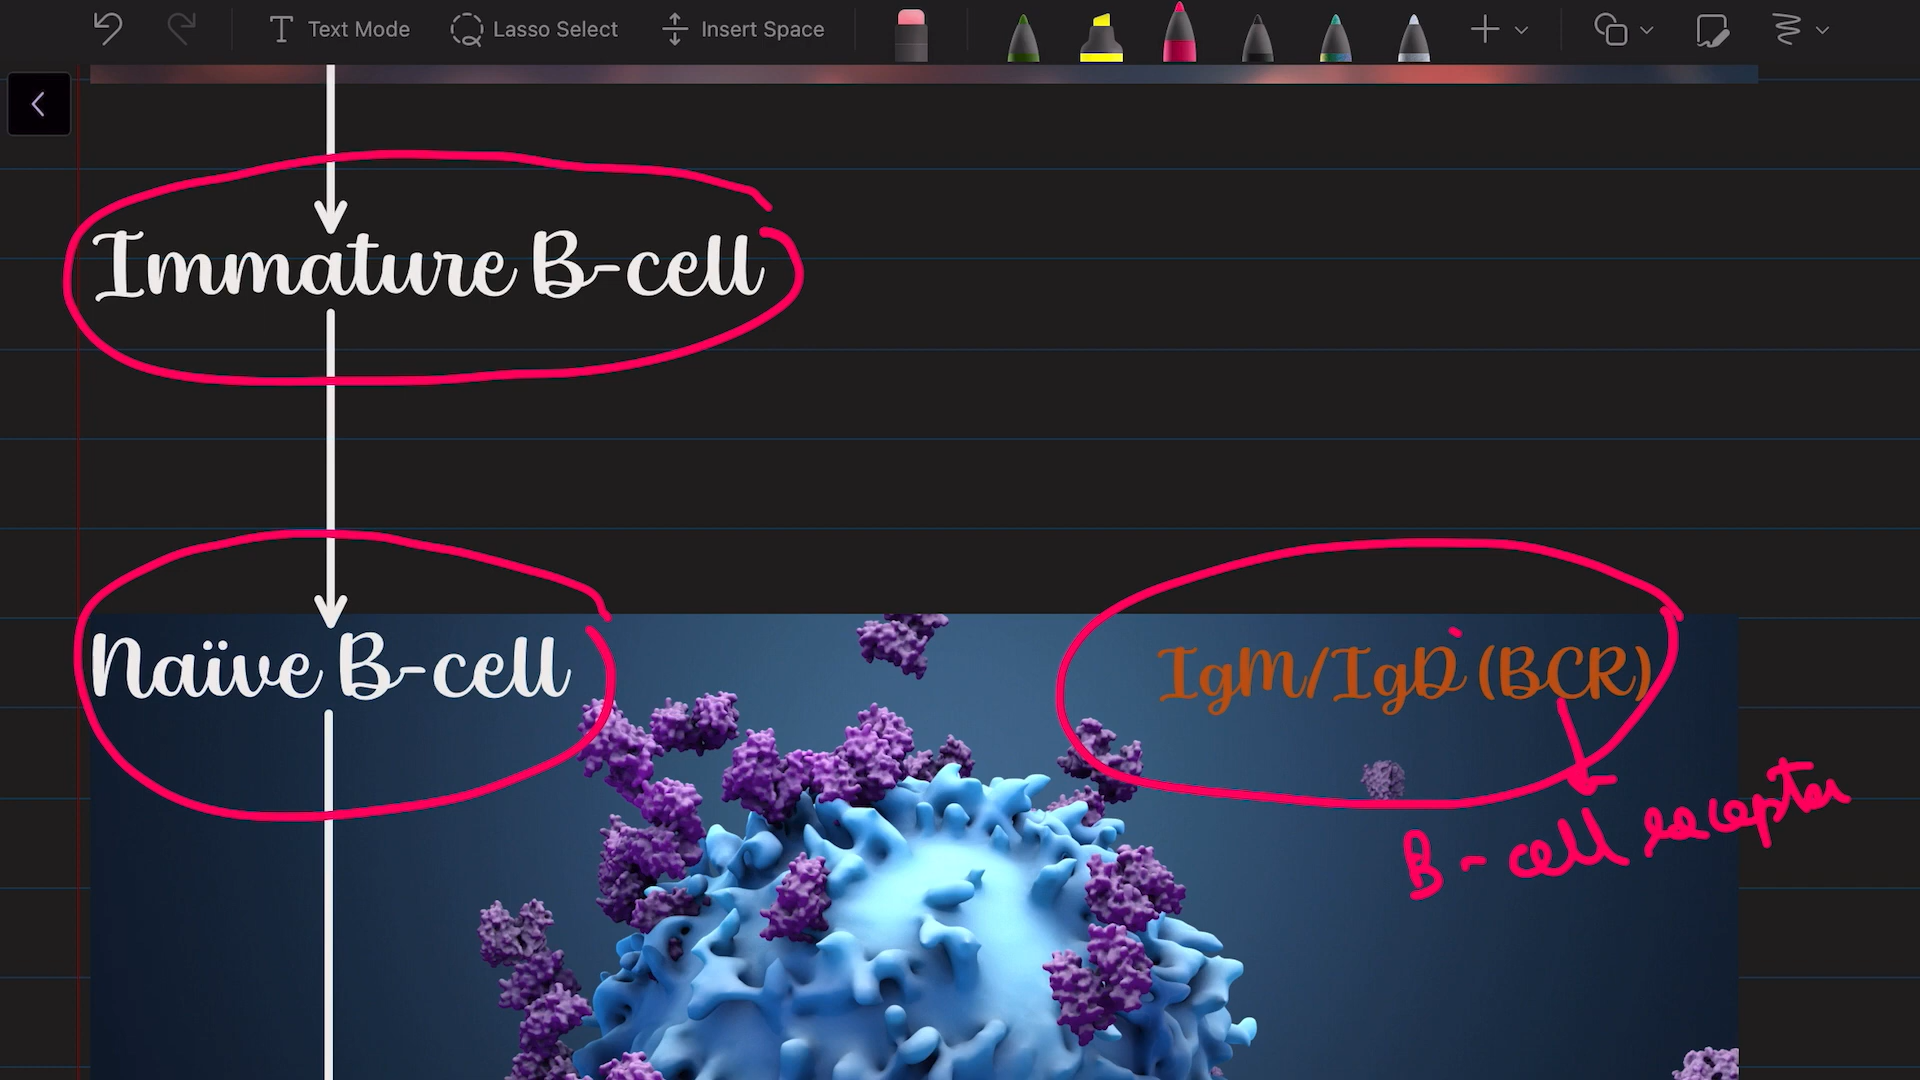 Text Mode Lasso Select Insert Space
Immature B-cell
Naïve B-cell
IgM/IgD (BCR)
B-cell receptor